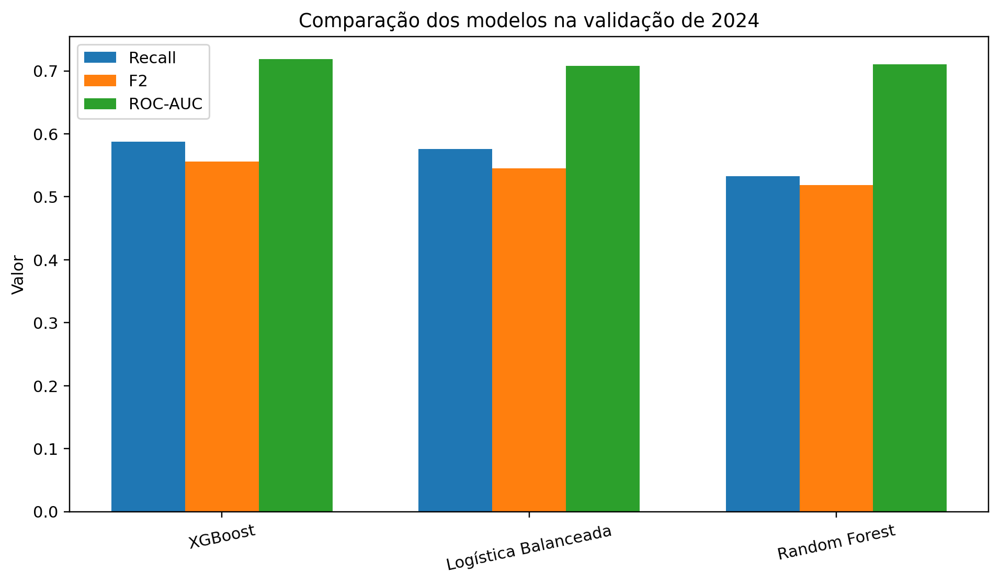 Comparação dos modelos na validação de 2024
Recall
F2
ROC-AUC
Valor
0.7
0.6
0.5
0.4
0.3
0.2
0.1
0.0
XGBoost
Logística Balanceada
Random Forest